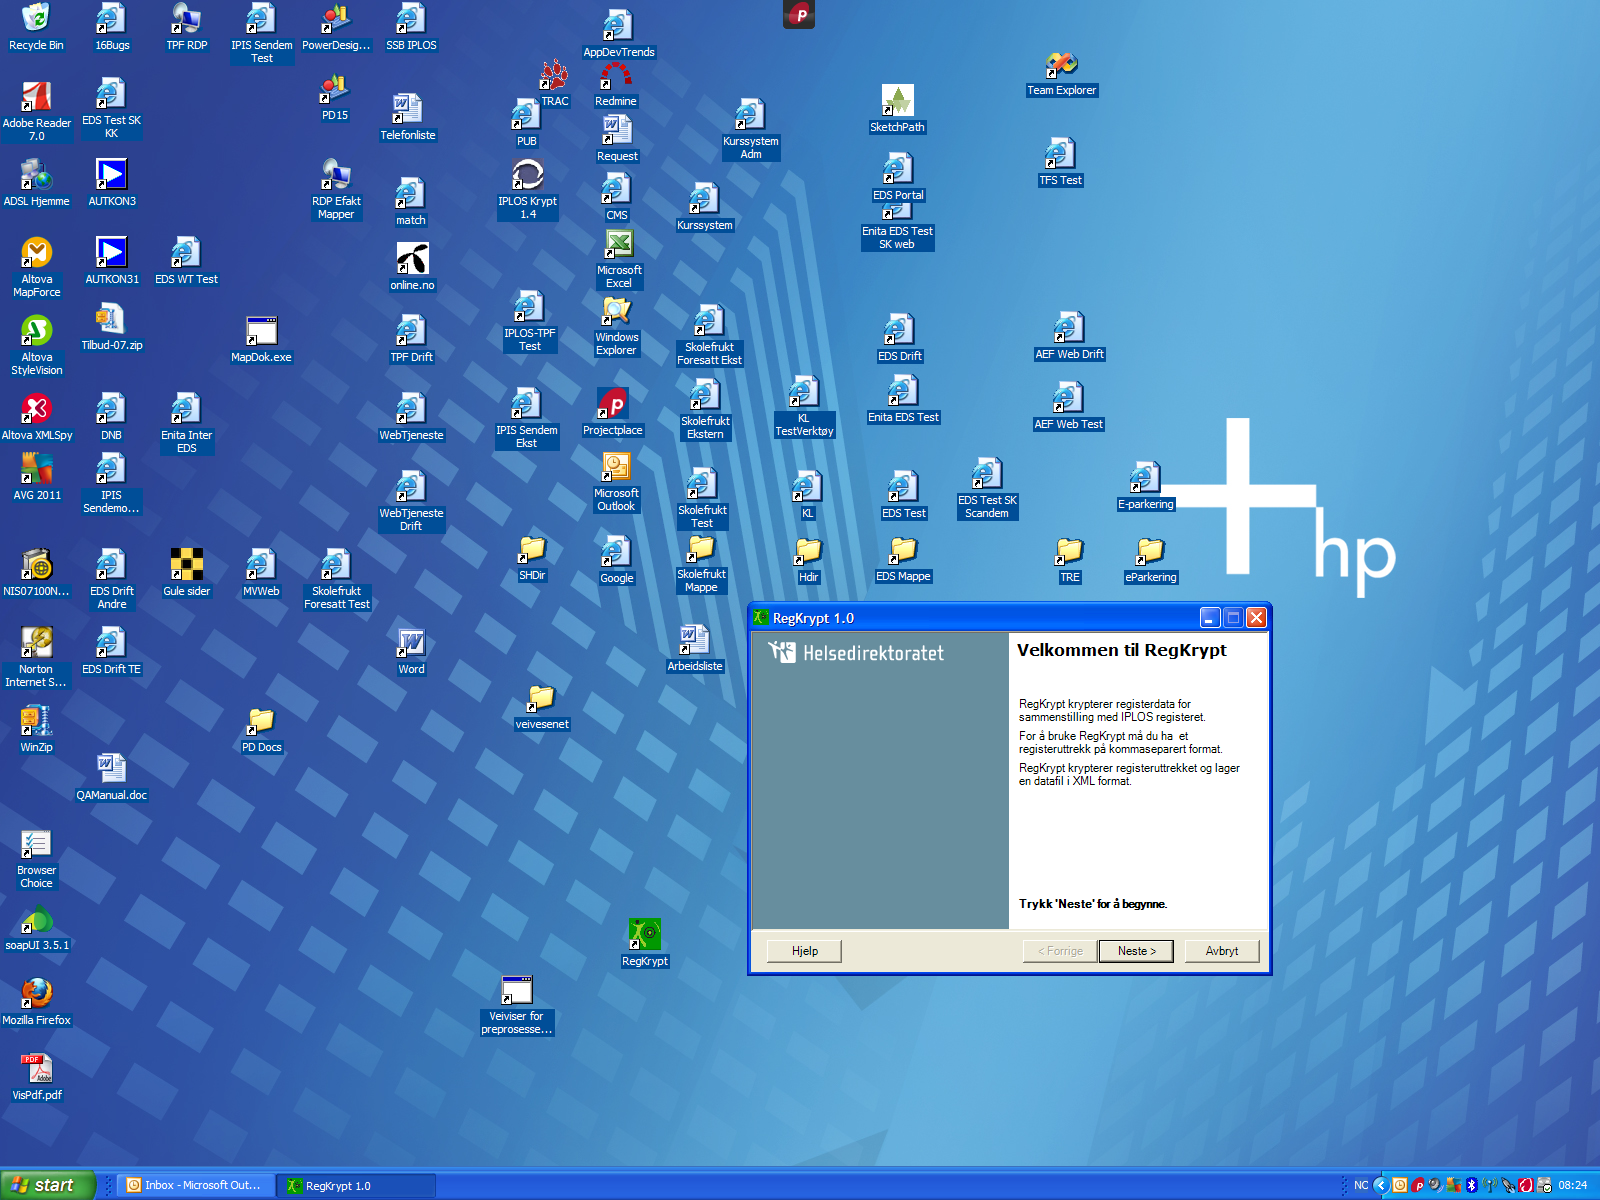 Recycle Bin
16Bugs
TPF RDP
IPIS Sendem
Test
PowerDesig...
SSB IPLOS
AppDevTrends
Adobe Reader
7.0
EDS Test SK
KK
PD15
Telefonliste
TRAC
Redmine
PUB
Request
Kurssystem
Adm
SketchPath
Team Explorer
ADSL Hjemme
AUTKON3
RDP Efakt
Mapper
match
IPLOS Krypt
1.4
CMS
Kurssystem
EDS Portal
Enita EDS Test
SK web
TFS Test
Altova
MapForce
AUTKON31
EDS WT Test
online.no
Microsoft
Excel
Altova
StyleVision
Tilbud-07.zip
MapDok.exe
TPF Drift
IPLOS-TPF
Test
Windows
Explorer
Skolefrukt
Foresatt Ekst
EDS Drift
AEF Web Drift
Altova XMLSpy
DNB
Enita Inter
EDS
WebTjeneste
IPIS Sendem
Ekst
Projectplace
Skolefrukt
Ekstern
KL
TestVerktøy
Enita EDS Test
AEF Web Test
AVG 2011
IPIS
Sendemo...
WebTjeneste
Drift
Microsoft
Outlook
Skolefrukt
Test
KL
EDS Test
EDS Test SK
Scandem
E-parkering
hp
NIS07100N...
EDS Drift
Andre
Gule sider
MVWeb
Skolefrukt
Foresatt Test
SHDir
Google
Skolefrukt
Mappe
Hdir
EDS Mappe
TRE
eParkering
Norton
Internet S...
EDS Drift TE
Word
Arbeidsliste
WinZip
PD Docs
veivesenet
QAManual.doc
Browser
Choice
soapUI 3.5.1
RegKrypt
Mozilla Firefox
Veiviser for
preprosesse...
PDF
Adobe
VisPdf.pdf
RegKrypt 1.0
Helsedirektoratet
Velkommen til RegKrypt
RegKrypt krypterer registerdata for
sammenstilling med IPLOS registeret.
For å bruke RegKrypt må du ha et
registeruttrekk på kommaseparert format.
RegKrypt krypterer registeruttrekket og lager
en datafil i XML format.
Trykk 'Neste' for å begynne.
Hjelp
< Forrige
Neste >
Avbryt
start
Inbox - Microsoft Out...
RegKrypt 1.0
NO
08:24